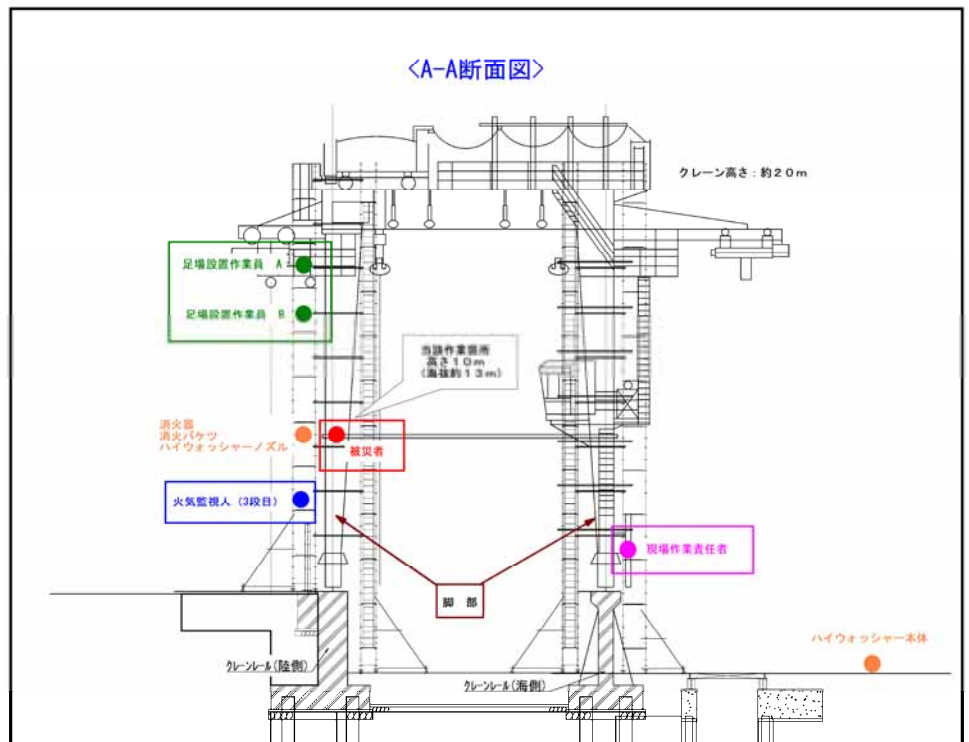 <A-A断面図>
クレーン高さ：約20m
足場設置作業員 A
足場設置作業員 B
当該作業箇所
高さ10m
(海抜約13m)
消火器
消火バケツ
ハイウォッシャーノズル
被災者
火気監視人 (3段目)
現場作業責任者
脚 部
ハイウォッシャー本体
クレーンレール(陸側)
クレーンレール(海側)